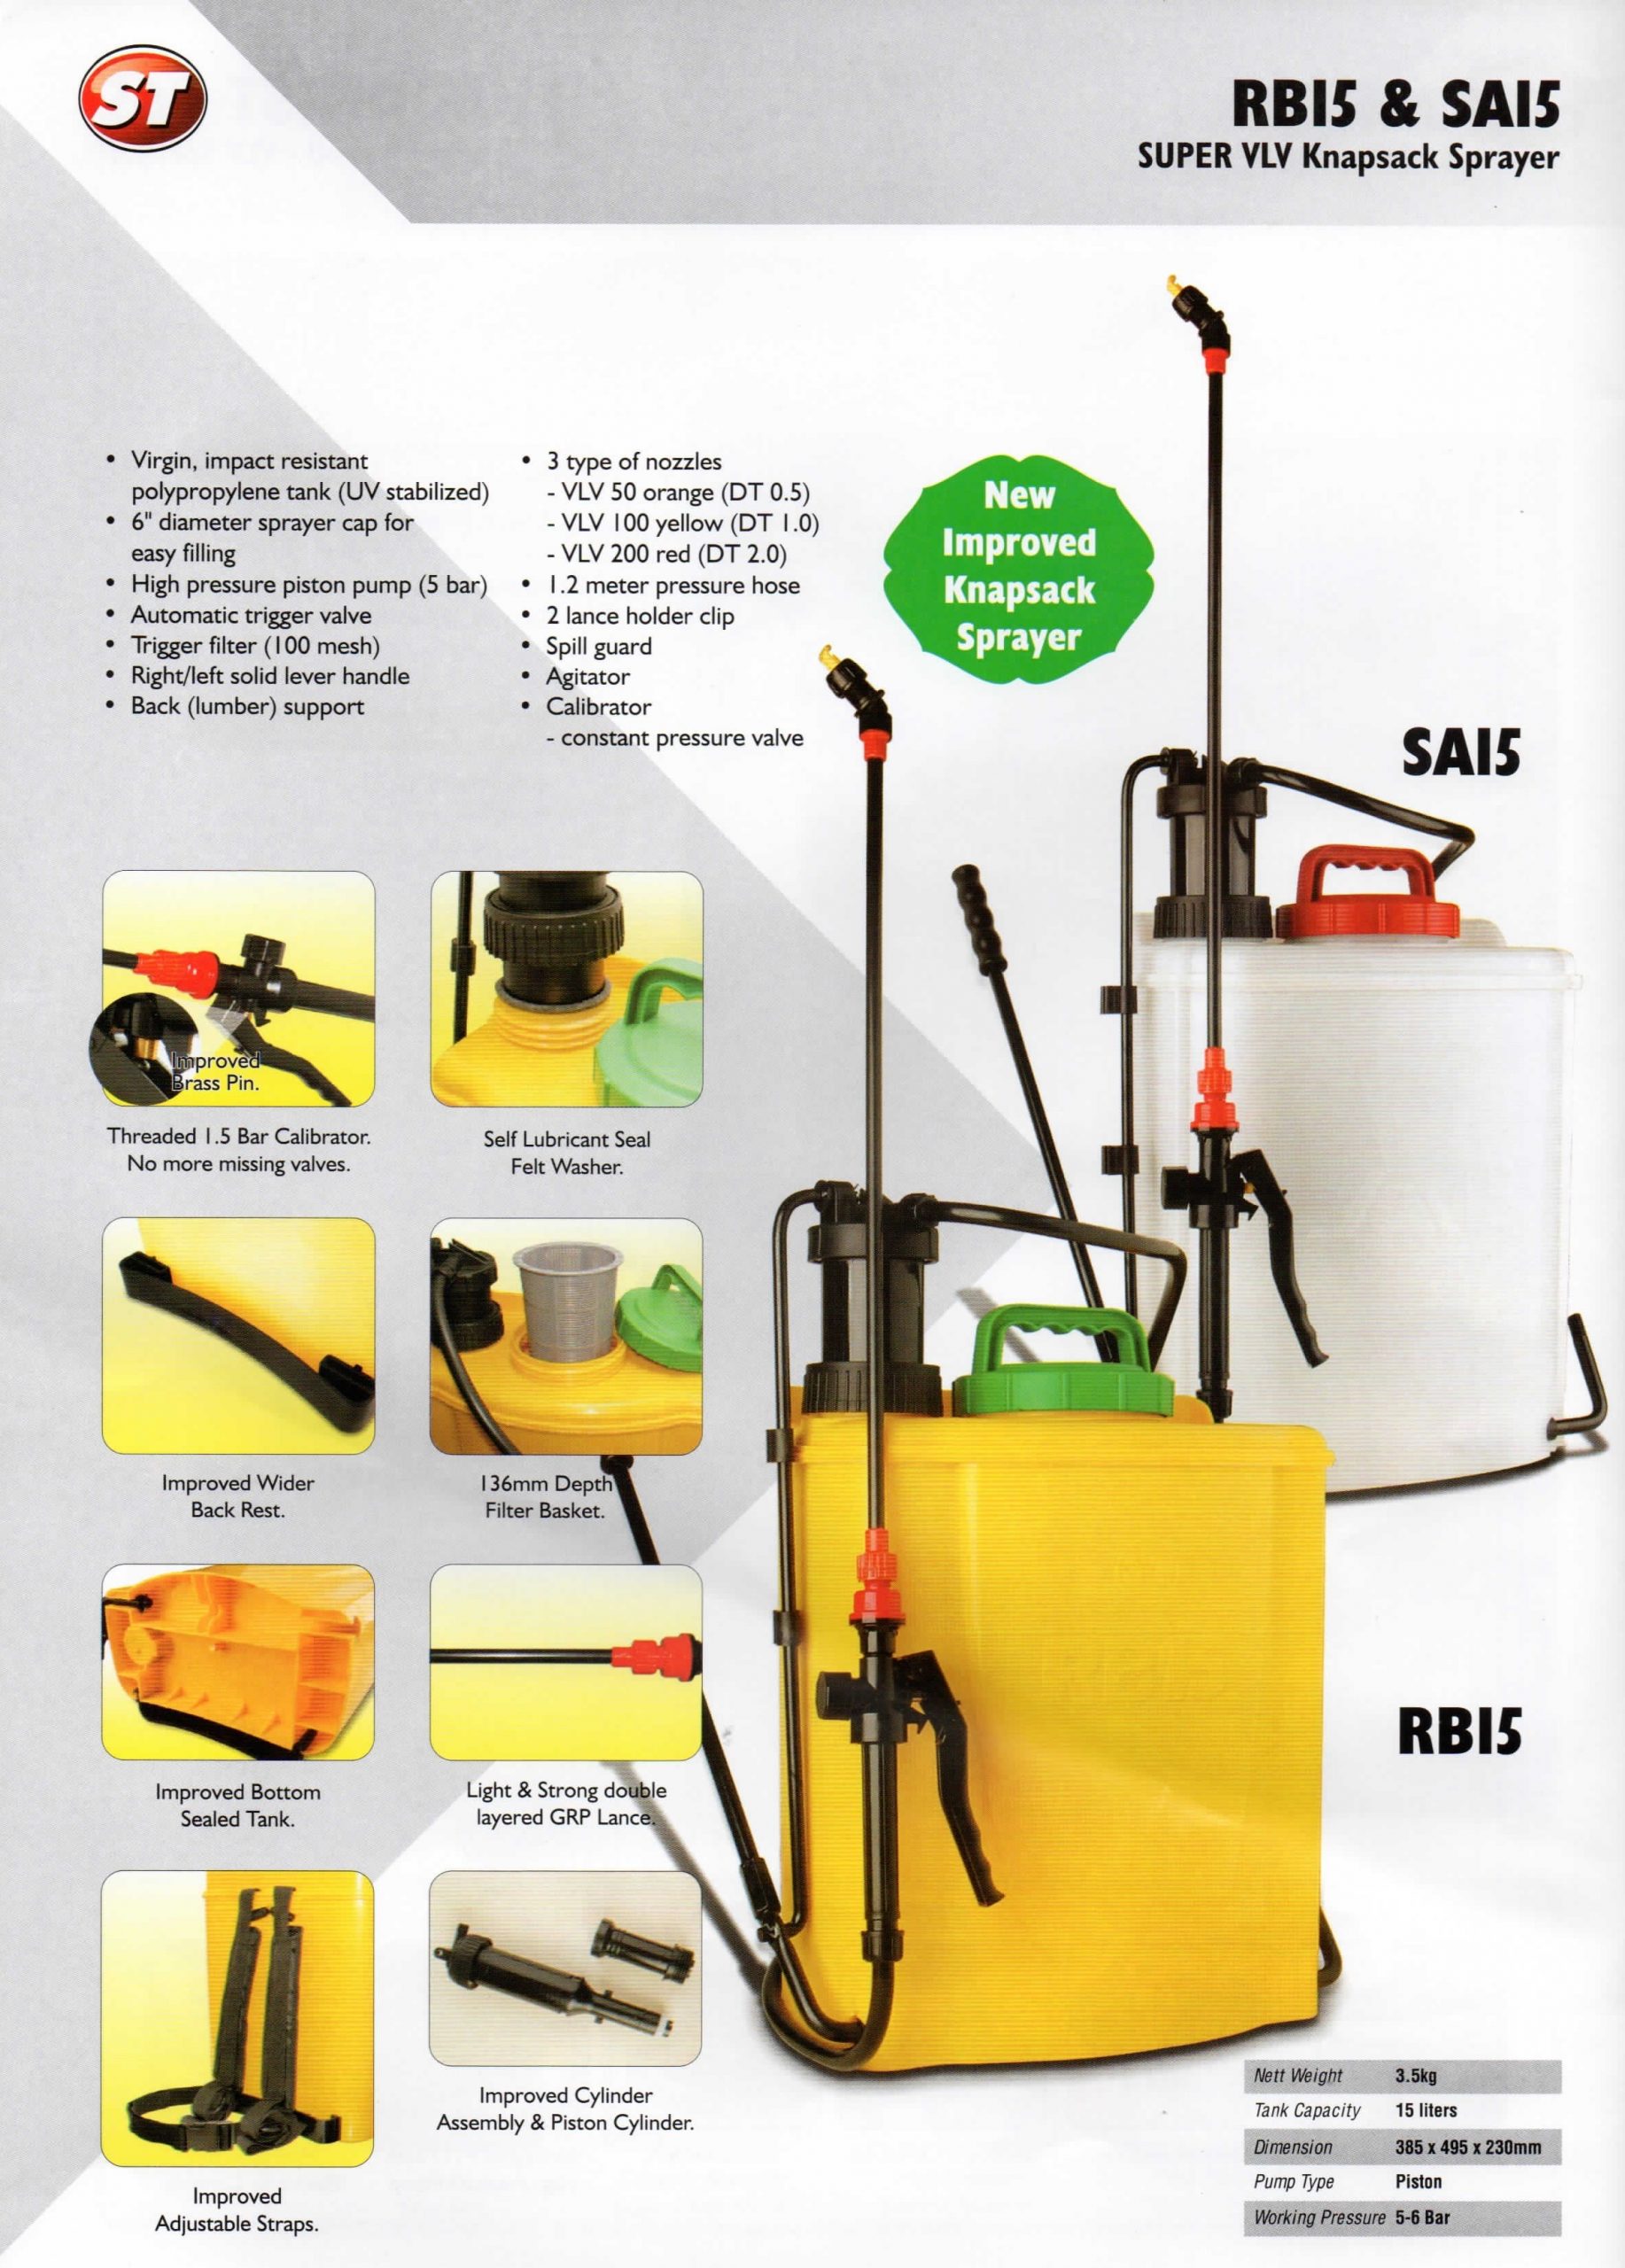 ST
RB15 & SA15
SUPER VLV Knapsack Sprayer
• Virgin, impact resistant
polypropylene tank (UV stabilized)
• 6" diameter sprayer cap for
easy filling
• High pressure piston pump (5 bar)
• Automatic trigger valve
• Trigger filter (100 mesh)
• Right/left solid lever handle
• Back (lumber) support
• 3 type of nozzles
- VLV 50 orange (DT 0.5)
- VLV 100 yellow (DT 1.0)
- VLV 200 red (DT 2.0)
• 1.2 meter pressure hose
• 2 lance holder clip
• Spill guard
• Agitator
• Calibrator
- constant pressure valve
New
Improved
Knapsack
Sprayer
SA15
Improved
Brass Pin.
Threaded 1.5 Bar Calibrator.
No more missing valves.
Self Lubricant Seal
Felt Washer.
Improved Wider
Back Rest.
136mm Depth
Filter Basket.
Improved Bottom
Sealed Tank.
Light & Strong double
layered GRP Lance.
RB15
Improved
Adjustable Straps.
Improved Cylinder
Assembly & Piston Cylinder.
Nett Weight 3.5kg
Tank Capacity 15 liters
Dimension 385 x 495 x 230mm
Pump Type Piston
Working Pressure 5-6 Bar